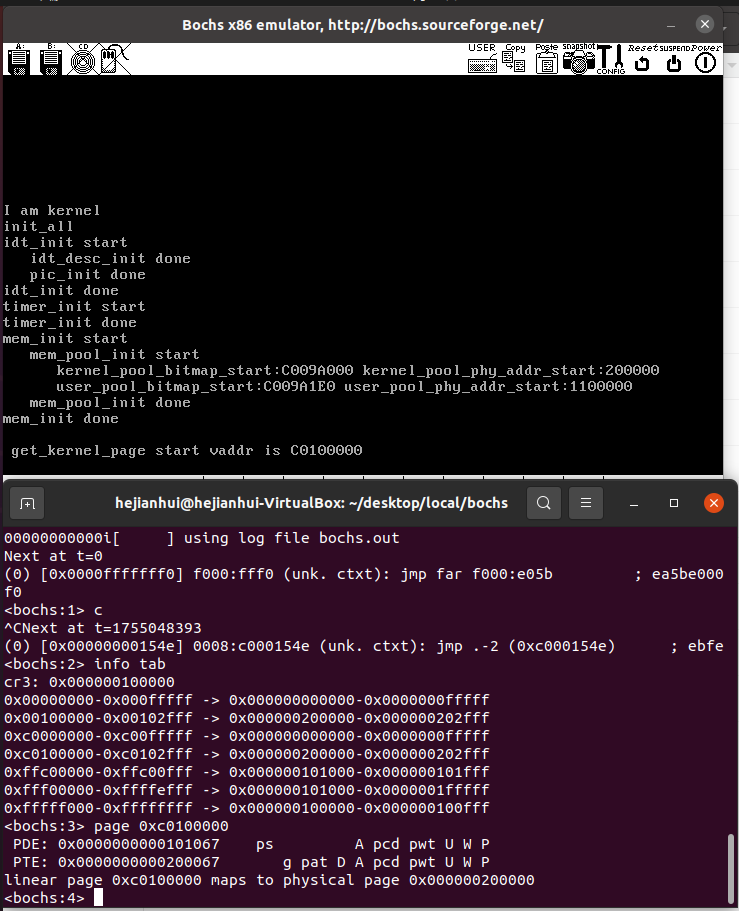 Bochs x86 emulator, http://bochs.sourceforge.net/
A: B: CD USER Copy Paste snapshot CONFIG Reset SUSPEND Power
I am kernel
init_all
idt_init start
   idt_desc_init done
   pic_init done
idt_init done
timer_init start
timer_init done
mem_init start
   mem_pool_init start
      kernel_pool_bitmap_start:C009A000 kernel_pool_phy_addr_start:200000
      user_pool_bitmap_start:C009A1E0 user_pool_phy_addr_start:1100000
   mem_pool_init done
mem_init done
 get_kernel_page start vaddr is C0100000
hejianhui@hejianhui-VirtualBox: ~/desktop/local/bochs
00000000000i[     ] using log file bochs.out
Next at t=0
(0) [0x0000fffffff0] f000:fff0 (unk. ctxt): jmp far f000:e05b         ; ea5be000
f0
<bochs:1> c
^CNext at t=1755048393
(0) [0x00000000154e] 0008:c000154e (unk. ctxt): jmp .-2 (0xc000154e)      ; ebfe
<bochs:2> info tab
cr3: 0x000000100000
0x00000000-0x000fffff -> 0x000000000000-0x0000000fffff
0x00100000-0x00102fff -> 0x000000200000-0x000000202fff
0xc0000000-0xc00fffff -> 0x000000000000-0x0000000fffff
0xc0100000-0xc0102fff -> 0x000000200000-0x000000202fff
0xffc00000-0xffc00fff -> 0x000000101000-0x000000101fff
0xfff00000-0xffffefff -> 0x000000101000-0x0000001fffff
0xfffff000-0xffffffff -> 0x000000100000-0x000000100fff
<bochs:3> page 0xc0100000
 PDE: 0x0000000000101067    ps         A pcd pwt U W P
 PTE: 0x0000000000200067       g pat D A pcd pwt U W P
linear page 0xc0100000 maps to physical page 0x000000200000
<bochs:4>